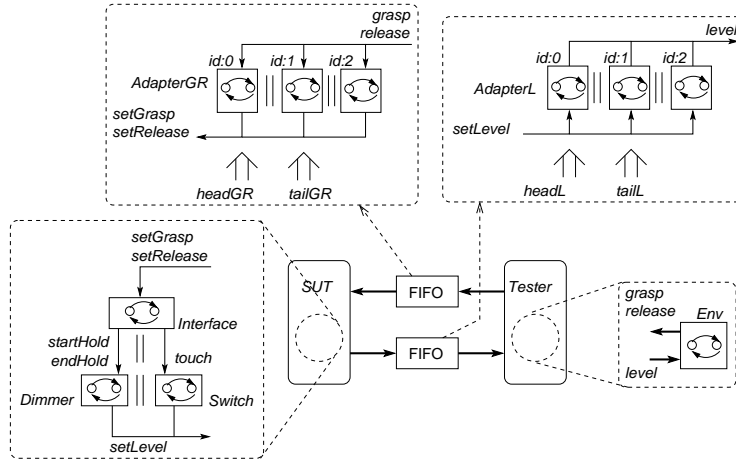 grasp
release
id:0 id:1 id:2
AdapterGR
setGrasp
setRelease
headGR tailGR
level
id:0 id:1 id:2
AdapterL
setLevel
headL tailL
setGrasp
setRelease
Interface
startHold
endHold
touch
Dimmer Switch
setLevel
SUT
FIFO
Tester
FIFO
grasp
release
Env
level